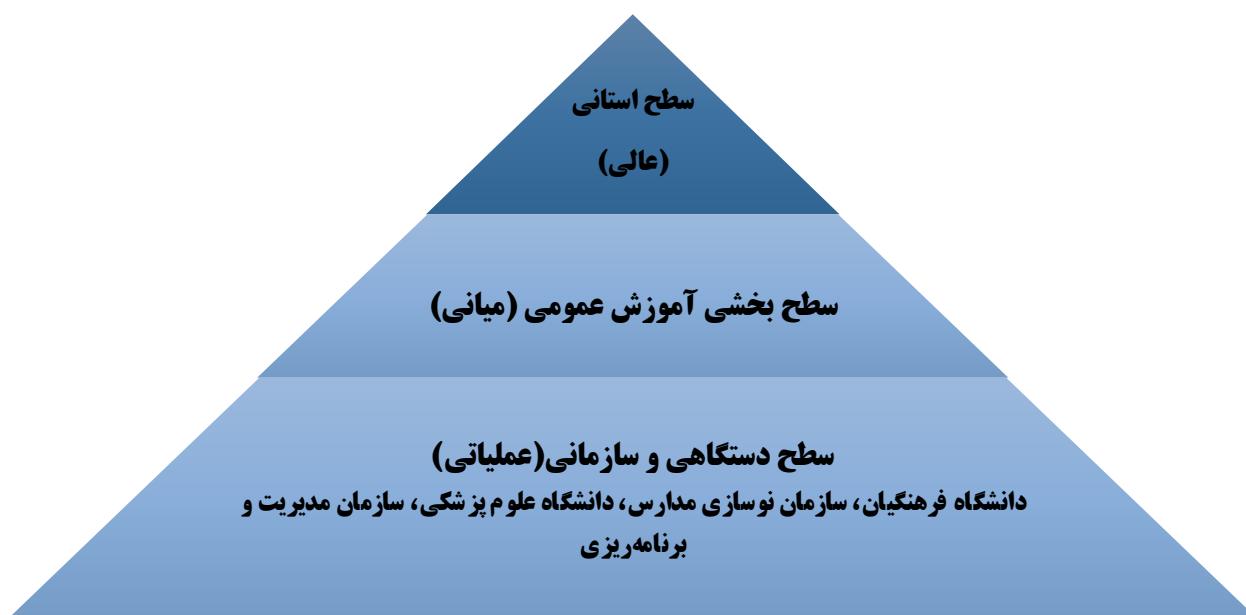 سطح استانی
(عالی)
سطح بخشی آموزش عمومی (میانی)
سطح دستگاهی و سازمانی(عملیاتی)
دانشگاه فرهنگیان، سازمان نوسازی مدارس، دانشگاه علوم پزشکی، سازمان مدیریت و
برنامه‌ریزی